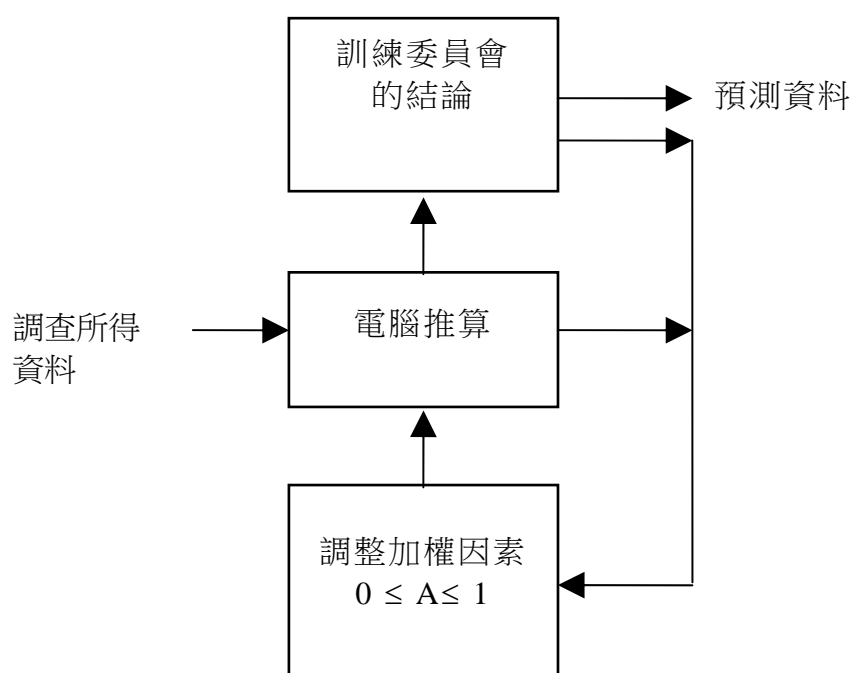 訓練委員會
的結論
預測資料
調查所得
資料
電腦推算
調整加權因素
0 ≤ A≤ 1